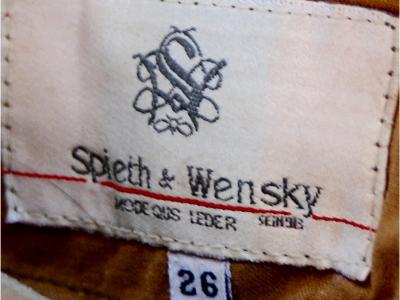 Spieth & Wensky
MODE AUS LEDER
26